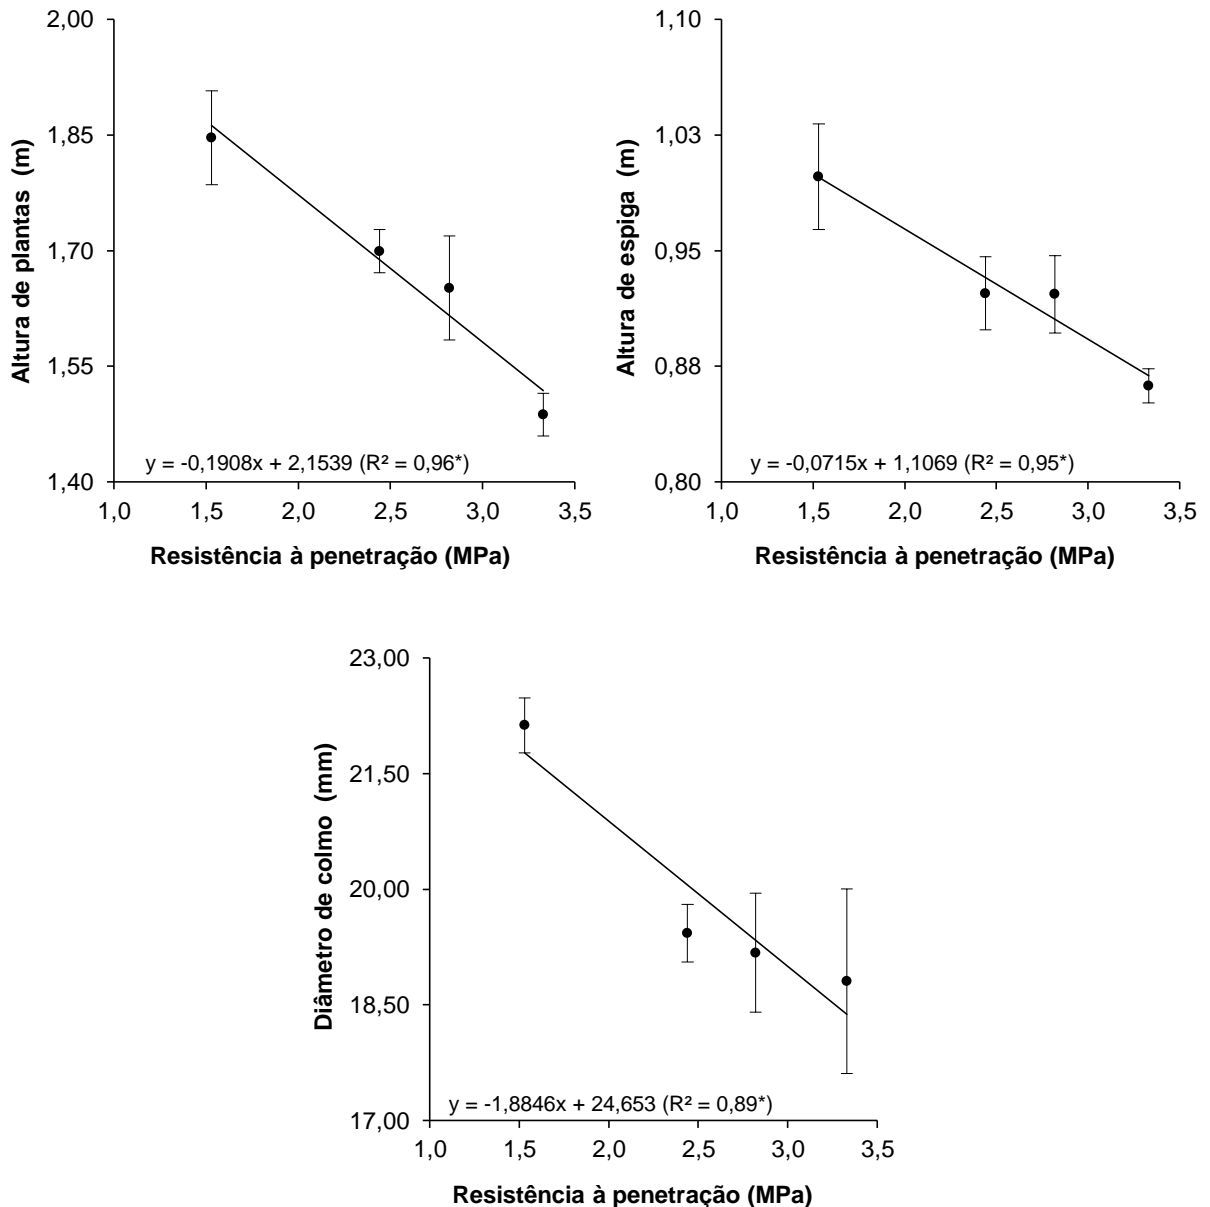 2,00
1,85
1,70
1,55
1,40
Altura de plantas (m)
y = -0,1908x + 2,1539 (R² = 0,96*)
1,0 1,5 2,0 2,5 3,0 3,5
Resistência à penetração (MPa)
1,10
1,03
0,95
0,88
0,80
Altura de espiga (m)
y = -0,0715x + 1,1069 (R² = 0,95*)
1,0 1,5 2,0 2,5 3,0 3,5
Resistência à penetração (MPa)
23,00
21,50
20,00
18,50
17,00
Diâmetro de colmo (mm)
y = -1,8846x + 24,653 (R² = 0,89*)
1,0 1,5 2,0 2,5 3,0 3,5
Resistência à penetração (MPa)